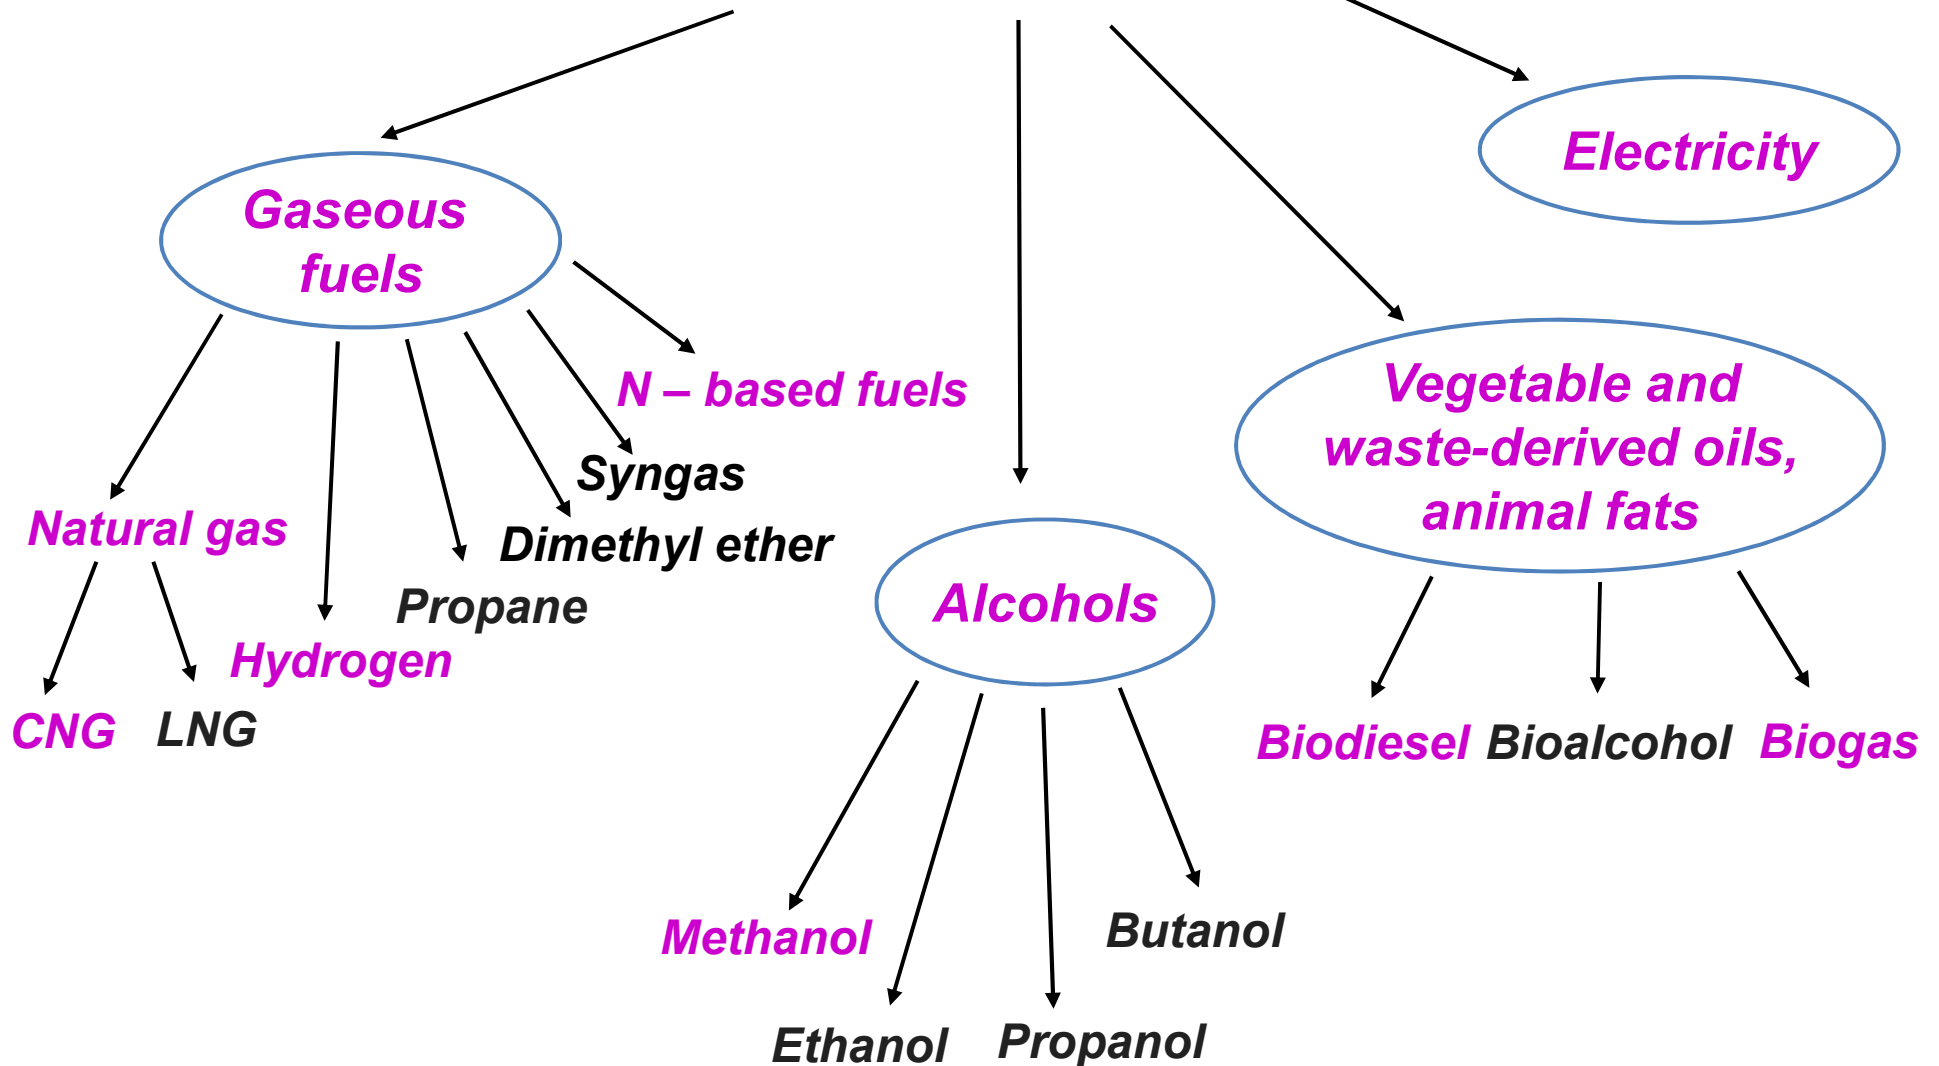 Electricity
Gaseous
fuels
N – based fuels
Vegetable and
waste-derived oils,
animal fats
Syngas
Natural gas
Dimethyl ether
Propane
Alcohols
Hydrogen
CNG
LNG
Biodiesel
Bioalcohol
Biogas
Methanol
Butanol
Ethanol
Propanol